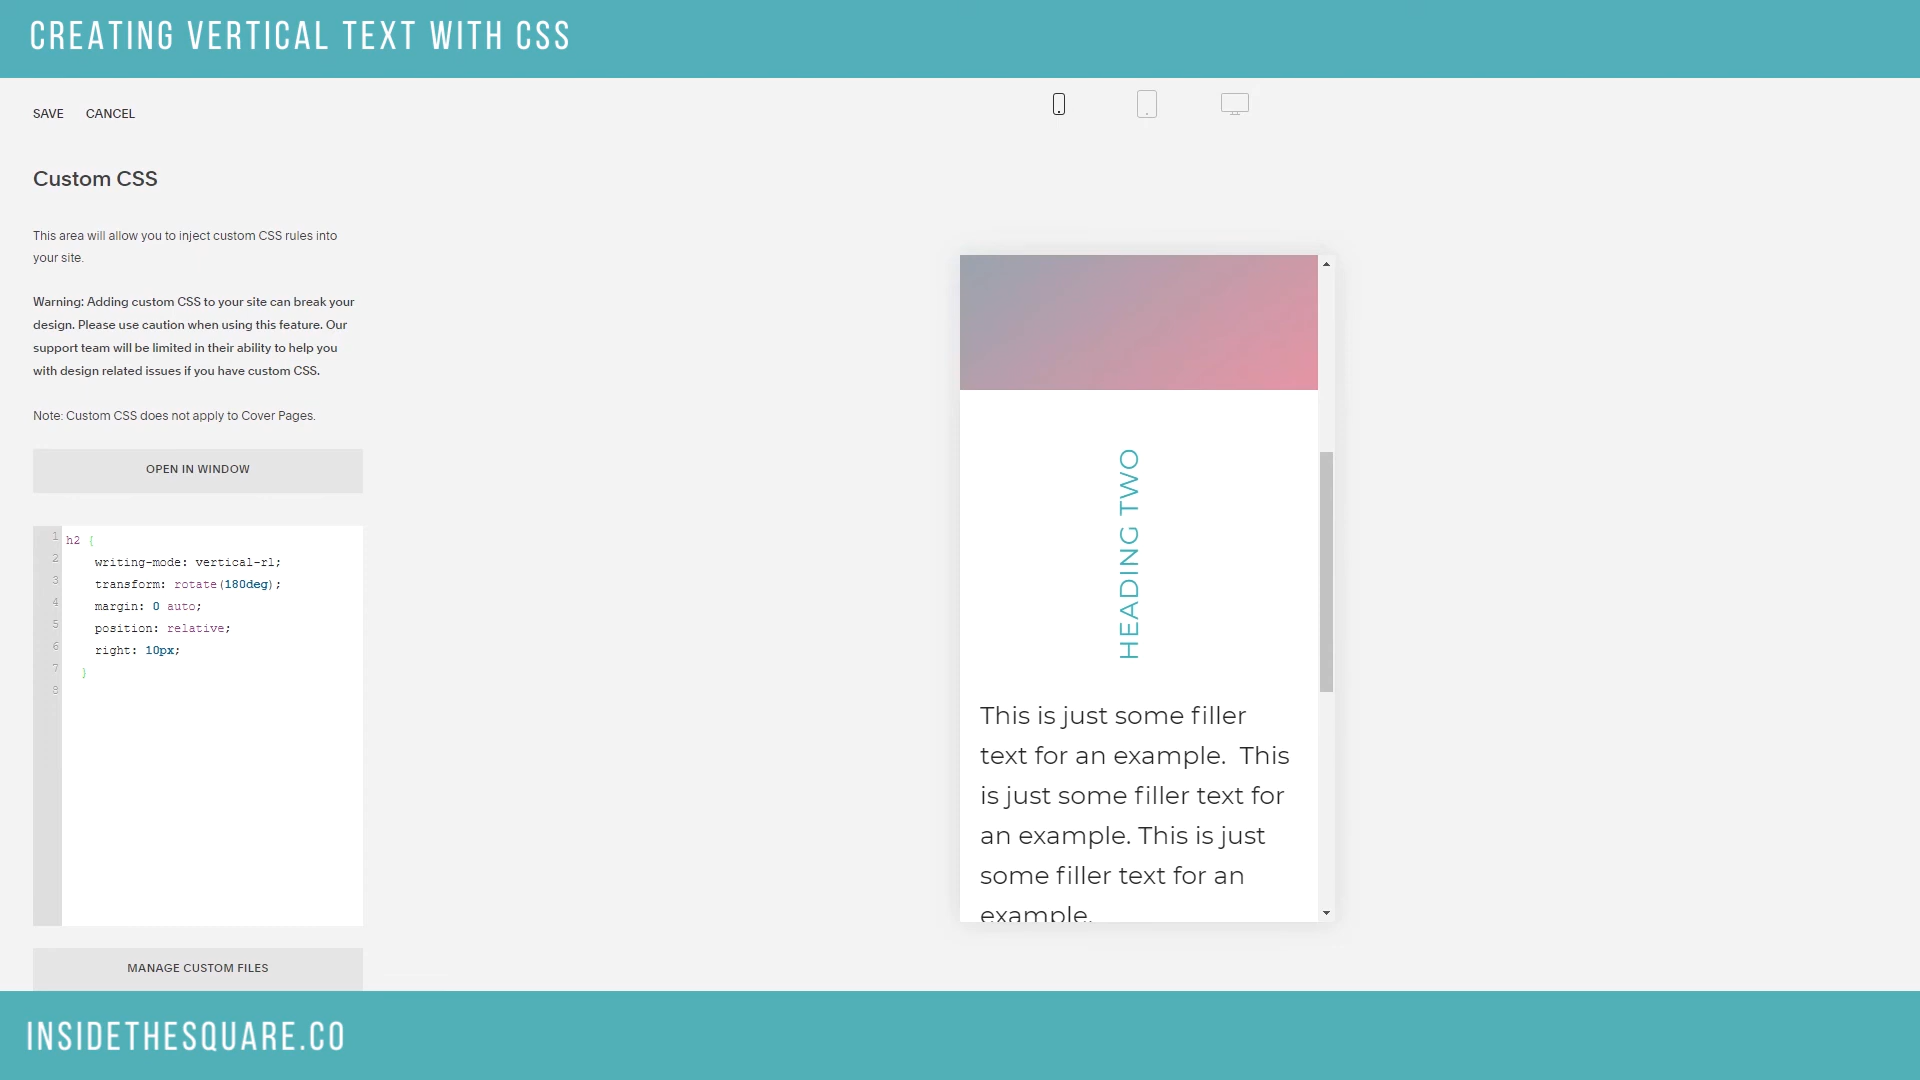 CREATING VERTICAL TEXT WITH CSS
SAVE CANCEL
Custom CSS
This area will allow you to inject custom CSS rules into
your site.
Warning: Adding custom CSS to your site can break your
design. Please use caution when using this feature. Our
support team will be limited in their ability to help you
with design related issues if you have custom CSS.
Note: Custom CSS does not apply to Cover Pages.
OPEN IN WINDOW
1 h2 {
2 writing-mode: vertical-rl;
3 transform: rotate(180deg);
4 margin: 0 auto;
5 position: relative;
6 right: 10px;
7 }
8
MANAGE CUSTOM FILES
HEADING TWO
This is just some filler
text for an example. This
is just some filler text for
an example. This is just
some filler text for an
example.
INSIDETHESQUARE.CO